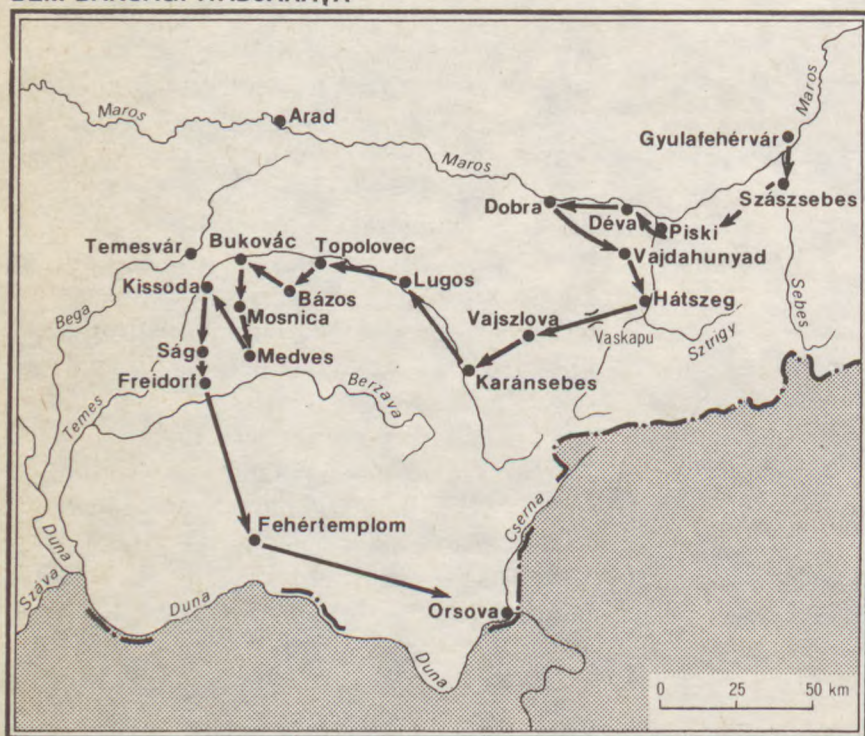 Maros
Arad
Maros
Maros
Gyulafehérvár
Szászsebes
Dobra
Déva
Piski
Vajdahunyad
Temesvár
Bukovác
Topolovec
Lugos
Kissoda
Bázos
Hátszeg
Sebes
Bega
Mosnica
Vajszlova
Vaskapu
Sztrigy
Ság
Medves
Karánsebes
Freidorf
Berzava
Temes
Fehértemplom
Cserna
Duna
Száva
Duna
Orsova
Duna
0 25 50 km